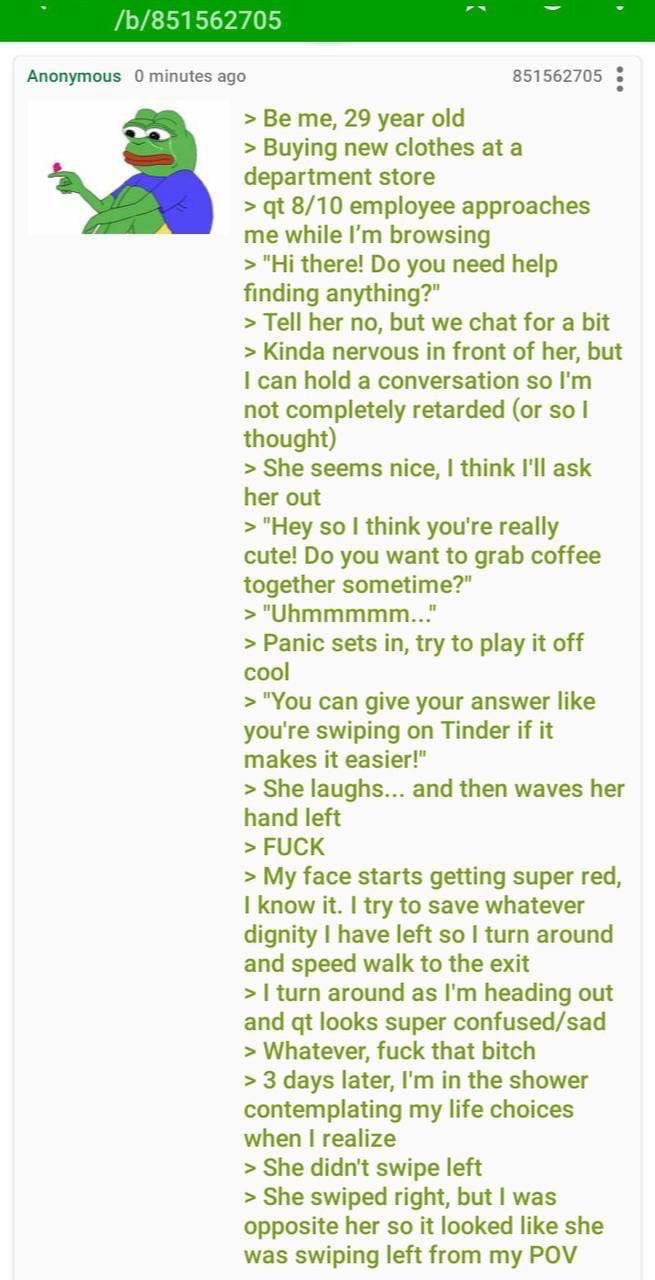 /b/851562705
Anonymous 0 minutes ago 851562705
> Be me, 29 year old
> Buying new clothes at a
department store
> qt 8/10 employee approaches
me while I’m browsing
> "Hi there! Do you need help
finding anything?"
> Tell her no, but we chat for a bit
> Kinda nervous in front of her, but
I can hold a conversation so I'm
not completely retarded (or so I
thought)
> She seems nice, I think I'll ask
her out
> "Hey so I think you're really
cute! Do you want to grab coffee
together sometime?"
> "Uhmmmmm..."
> Panic sets in, try to play it off
cool
> "You can give your answer like
you're swiping on Tinder if it
makes it easier!"
> She laughs... and then waves her
hand left
> FUCK
> My face starts getting super red,
I know it. I try to save whatever
dignity I have left so I turn around
and speed walk to the exit
> I turn around as I'm heading out
and qt looks super confused/sad
> Whatever, fuck that bitch
> 3 days later, I'm in the shower
contemplating my life choices
when I realize
> She didn't swipe left
> She swiped right, but I was
opposite her so it looked like she
was swiping left from my POV